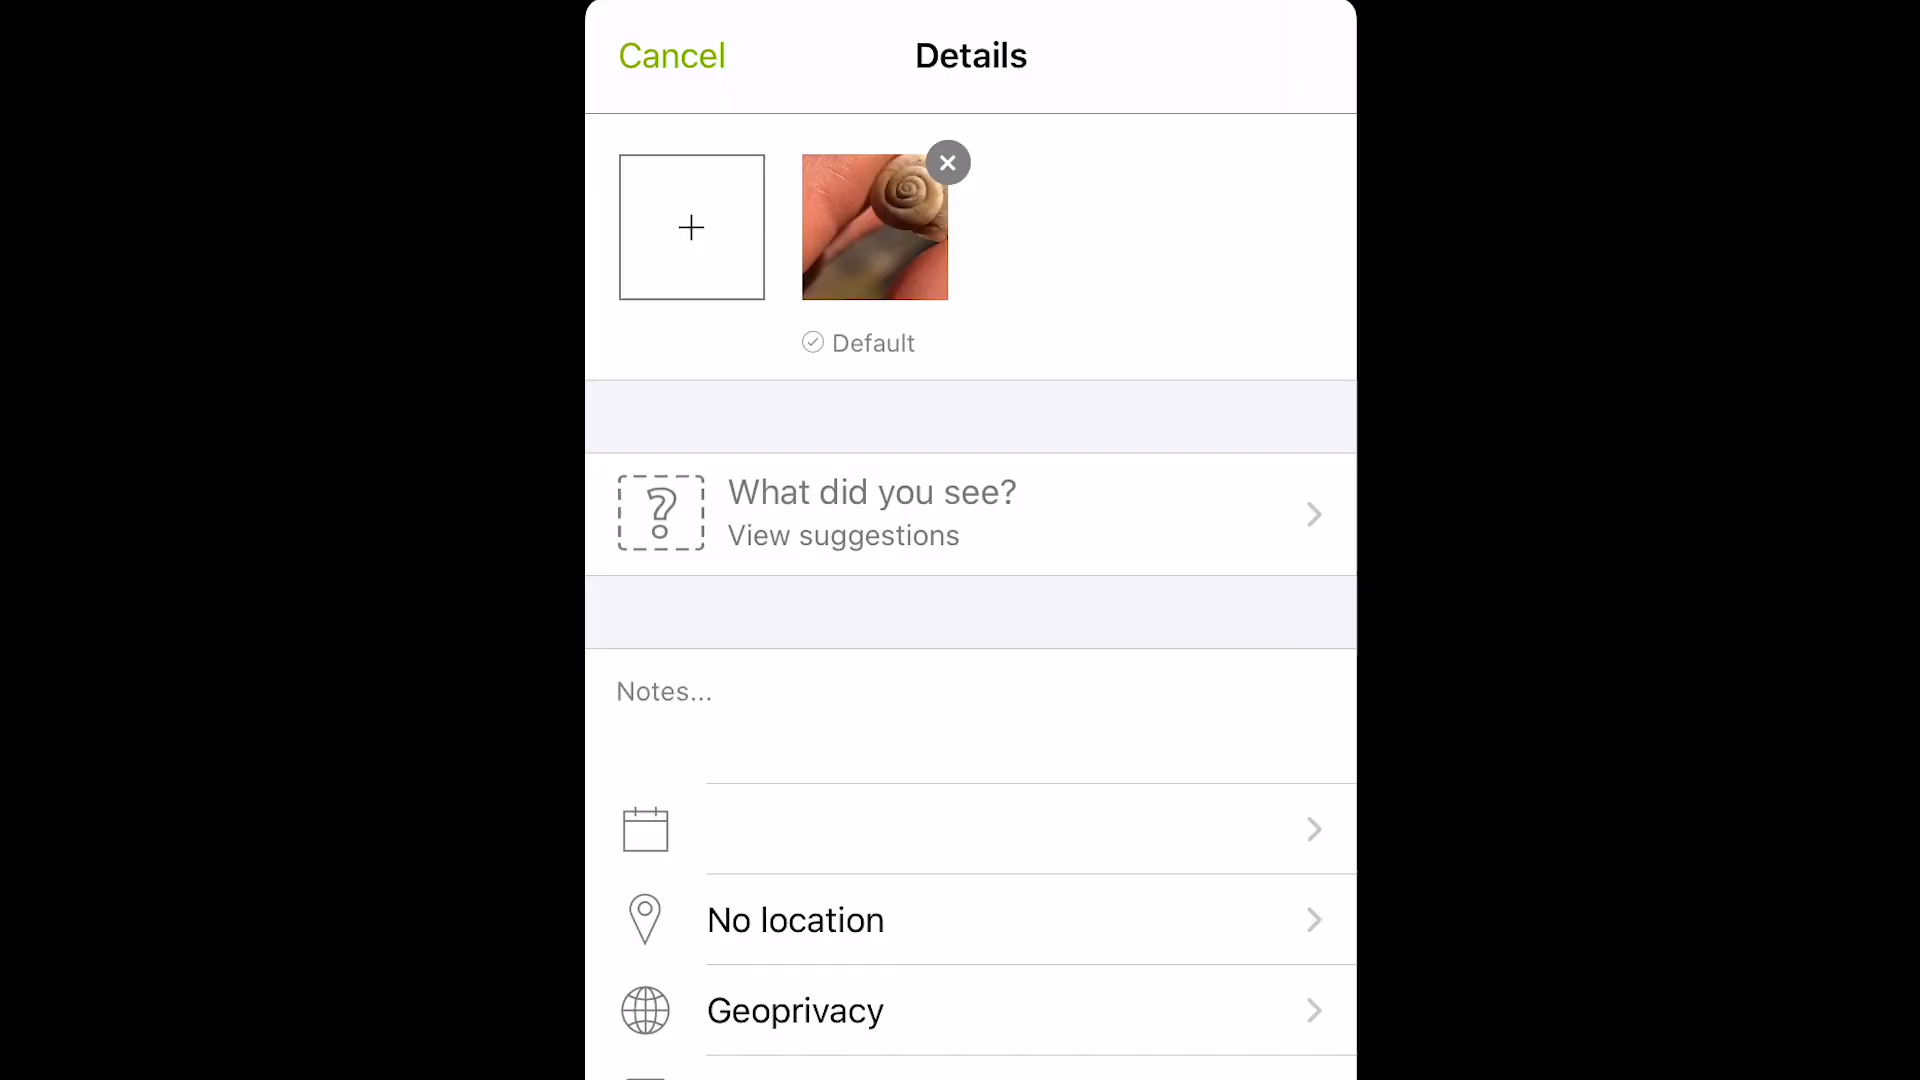 Cancel
Details
Default
What did you see?
View suggestions
Notes...
No location
Geoprivacy